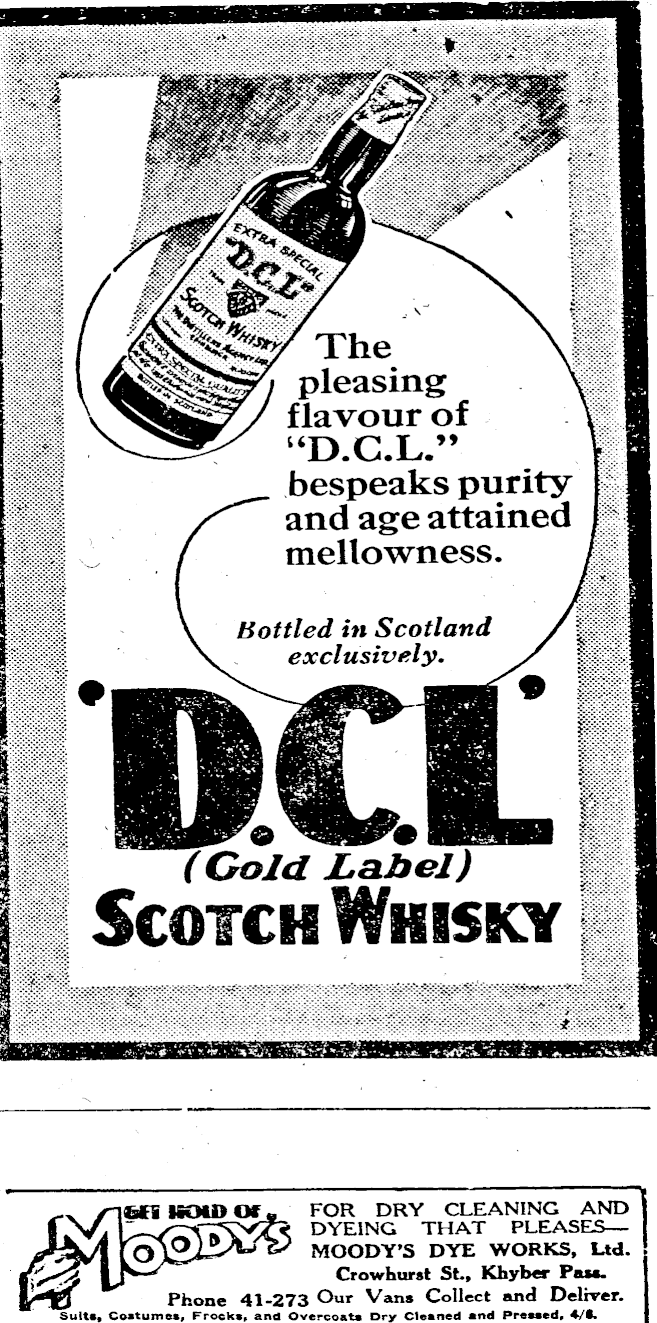 EXTRA SPECIAL
"D.C.L"
SCOTCH WHISKY
EXTRA SPECIAL QUALITY
BOTTLED IN SCOTLAND
The
pleasing
flavour of
"D.C.L."
bespeaks purity
and age attained
mellowness.
Bottled in Scotland
exclusively.
'D.C.L'
(Gold Label)
SCOTCH WHISKY
GET HOLD OF
MOODY'S
FOR DRY CLEANING AND
DYEING THAT PLEASES—
MOODY'S DYE WORKS, Ltd.
Crowhurst St., Khyber Pass.
Phone 41-273 Our Vans Collect and Deliver.
Suits, Costumes, Frocks, and Overcoats Dry Cleaned and Pressed, 4/6.